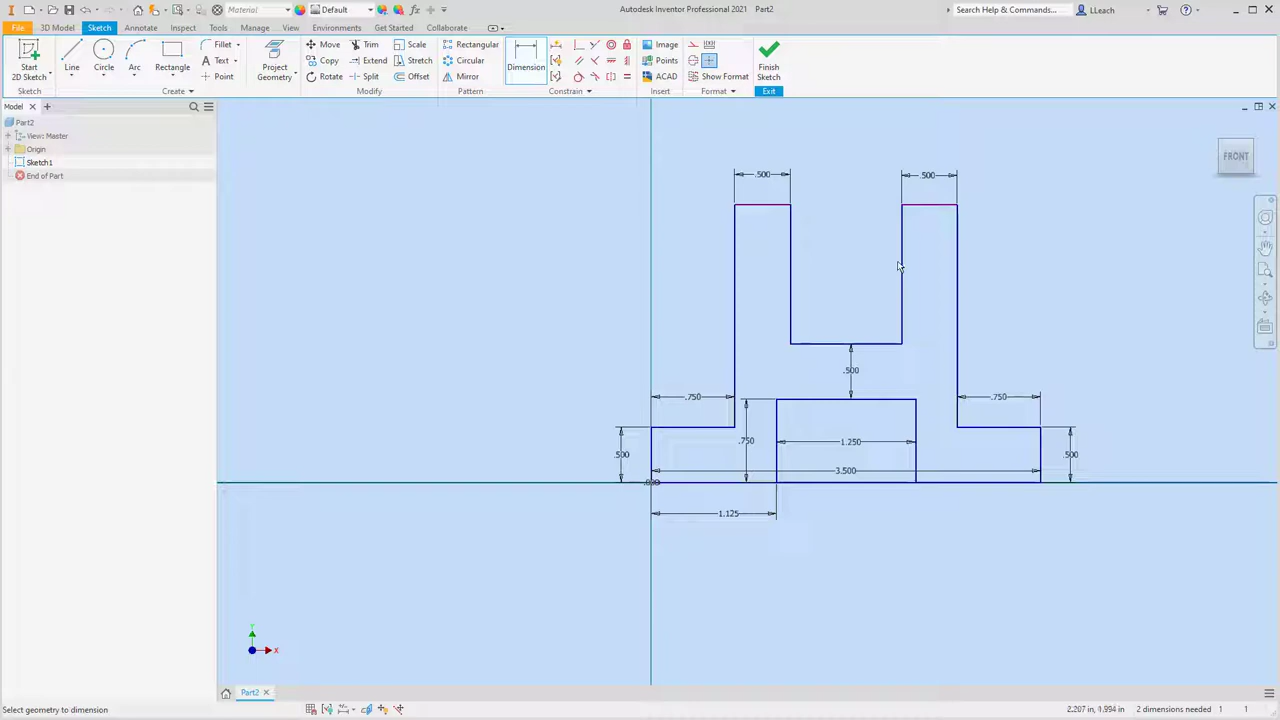 Material
Default
Autodesk Inventor Professional 2021 Part2
Search Help & Commands...
LLeach
File 3D Model Sketch Annotate Inspect Tools Manage View Environments Get Started Collaborate
Start
2D Sketch
Line
Circle
Arc
Rectangle
Fillet
Text
Point
Project
Geometry
Move
Copy
Rotate
Trim
Extend
Split
Scale
Stretch
Offset
Rectangular
Circular
Mirror
Dimension
Image
Points
ACAD
Show Format
Finish
Sketch
Sketch Create Modify Pattern Constrain Insert Format Exit
Model
Part2
View: Master
Origin
Sketch1
End of Part
FRONT
.500 .500
.500
.750 .750
.750
1.250
.500 .500
3.500
1.125
Y
X
Part2
Select geometry to dimension
2.207 in, 1.994 in 2 dimensions needed 1 1